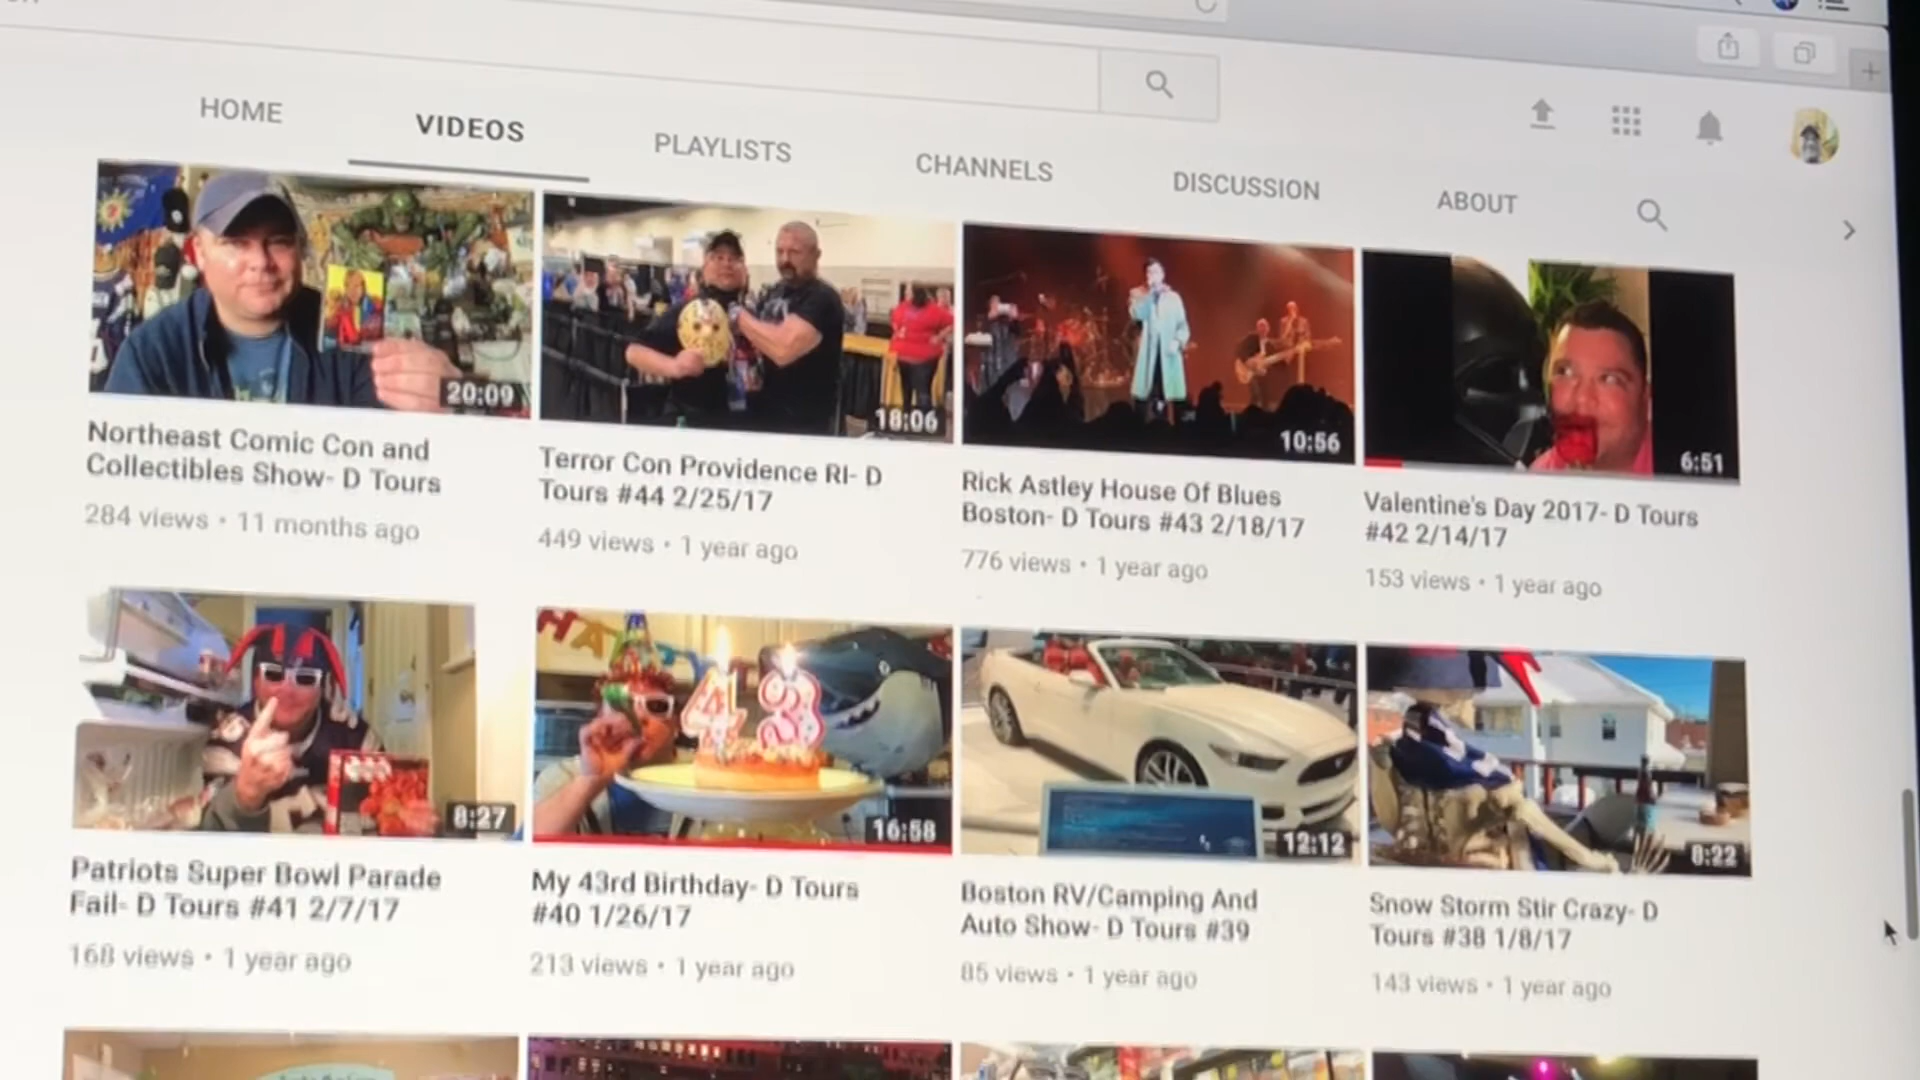 HOME
VIDEOS
PLAYLISTS
CHANNELS
DISCUSSION
ABOUT
20:09
18:06
10:56
6:51
Northeast Comic Con and
Collectibles Show- D Tours
284 views • 11 months ago
Terror Con Providence RI- D
Tours #44 2/25/17
449 views • 1 year ago
Rick Astley House Of Blues
Boston- D Tours #43 2/18/17
776 views • 1 year ago
Valentine's Day 2017- D Tours
#42 2/14/17
153 views • 1 year ago
HA
43
8:27
16:58
12:12
8:22
Patriots Super Bowl Parade
Fail- D Tours #41 2/7/17
168 views • 1 year ago
My 43rd Birthday- D Tours
#40 1/26/17
213 views • 1 year ago
Boston RV/Camping And
Auto Show- D Tours #39
85 views • 1 year ago
Snow Storm Stir Crazy- D
Tours #38 1/8/17
143 views • 1 year ago